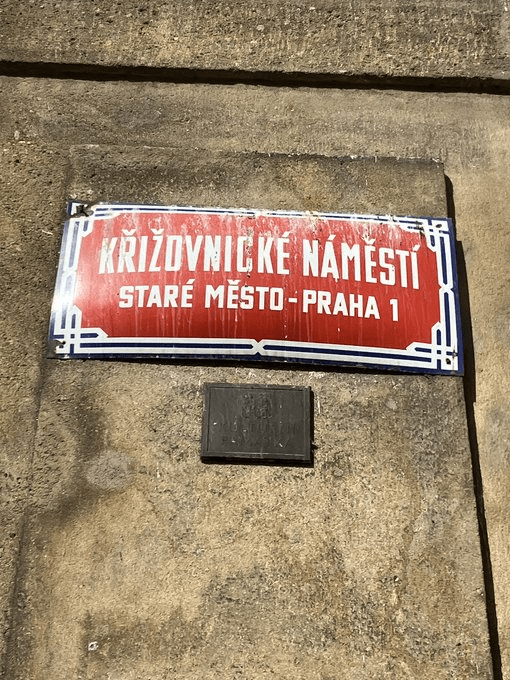 KŘIŽOVNICKÉ NÁMĚSTÍ
STARÉ MĚSTO - PRAHA 1